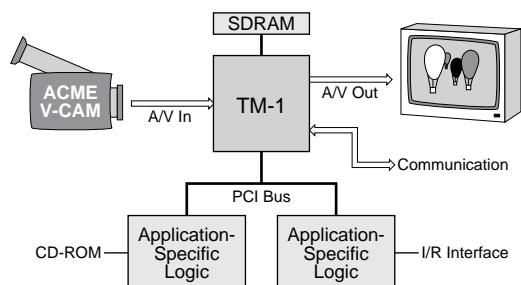 SDRAM
ACME
V-CAM
A/V In
TM-1
A/V Out
Communication
PCI Bus
CD-ROM
Application-
Specific
Logic
Application-
Specific
Logic
I/R Interface